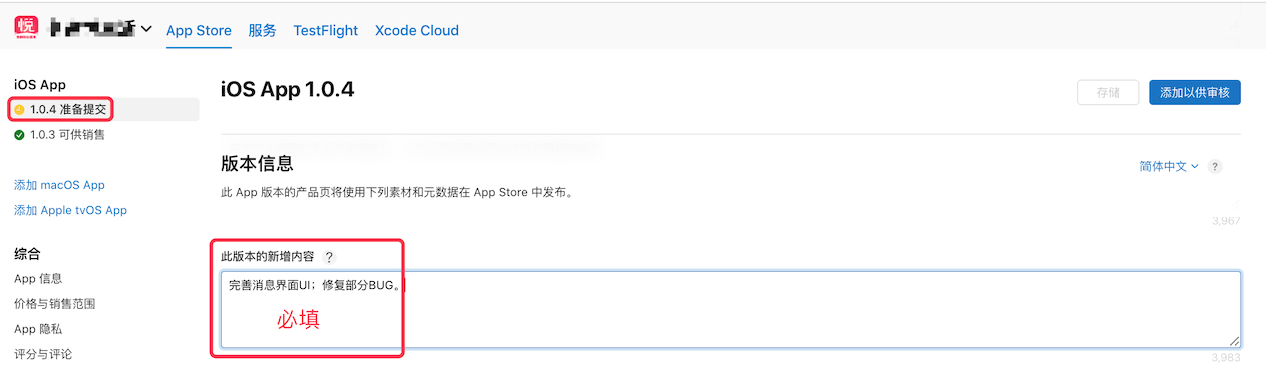 App Store 服务 TestFlight Xcode Cloud
iOS App
1.0.4 准备提交
1.0.3 可供销售
添加 macOS App
添加 Apple tvOS App
综合
App 信息
价格与销售范围
App 隐私
评分与评论
iOS App 1.0.4
存储 添加以供审核
版本信息
简体中文 ?
此 App 版本的产品页将使用下列素材和元数据在 App Store 中发布。
3,967
此版本的新增内容 ?
完善消息界面UI；修复部分BUG。
必填
3,983